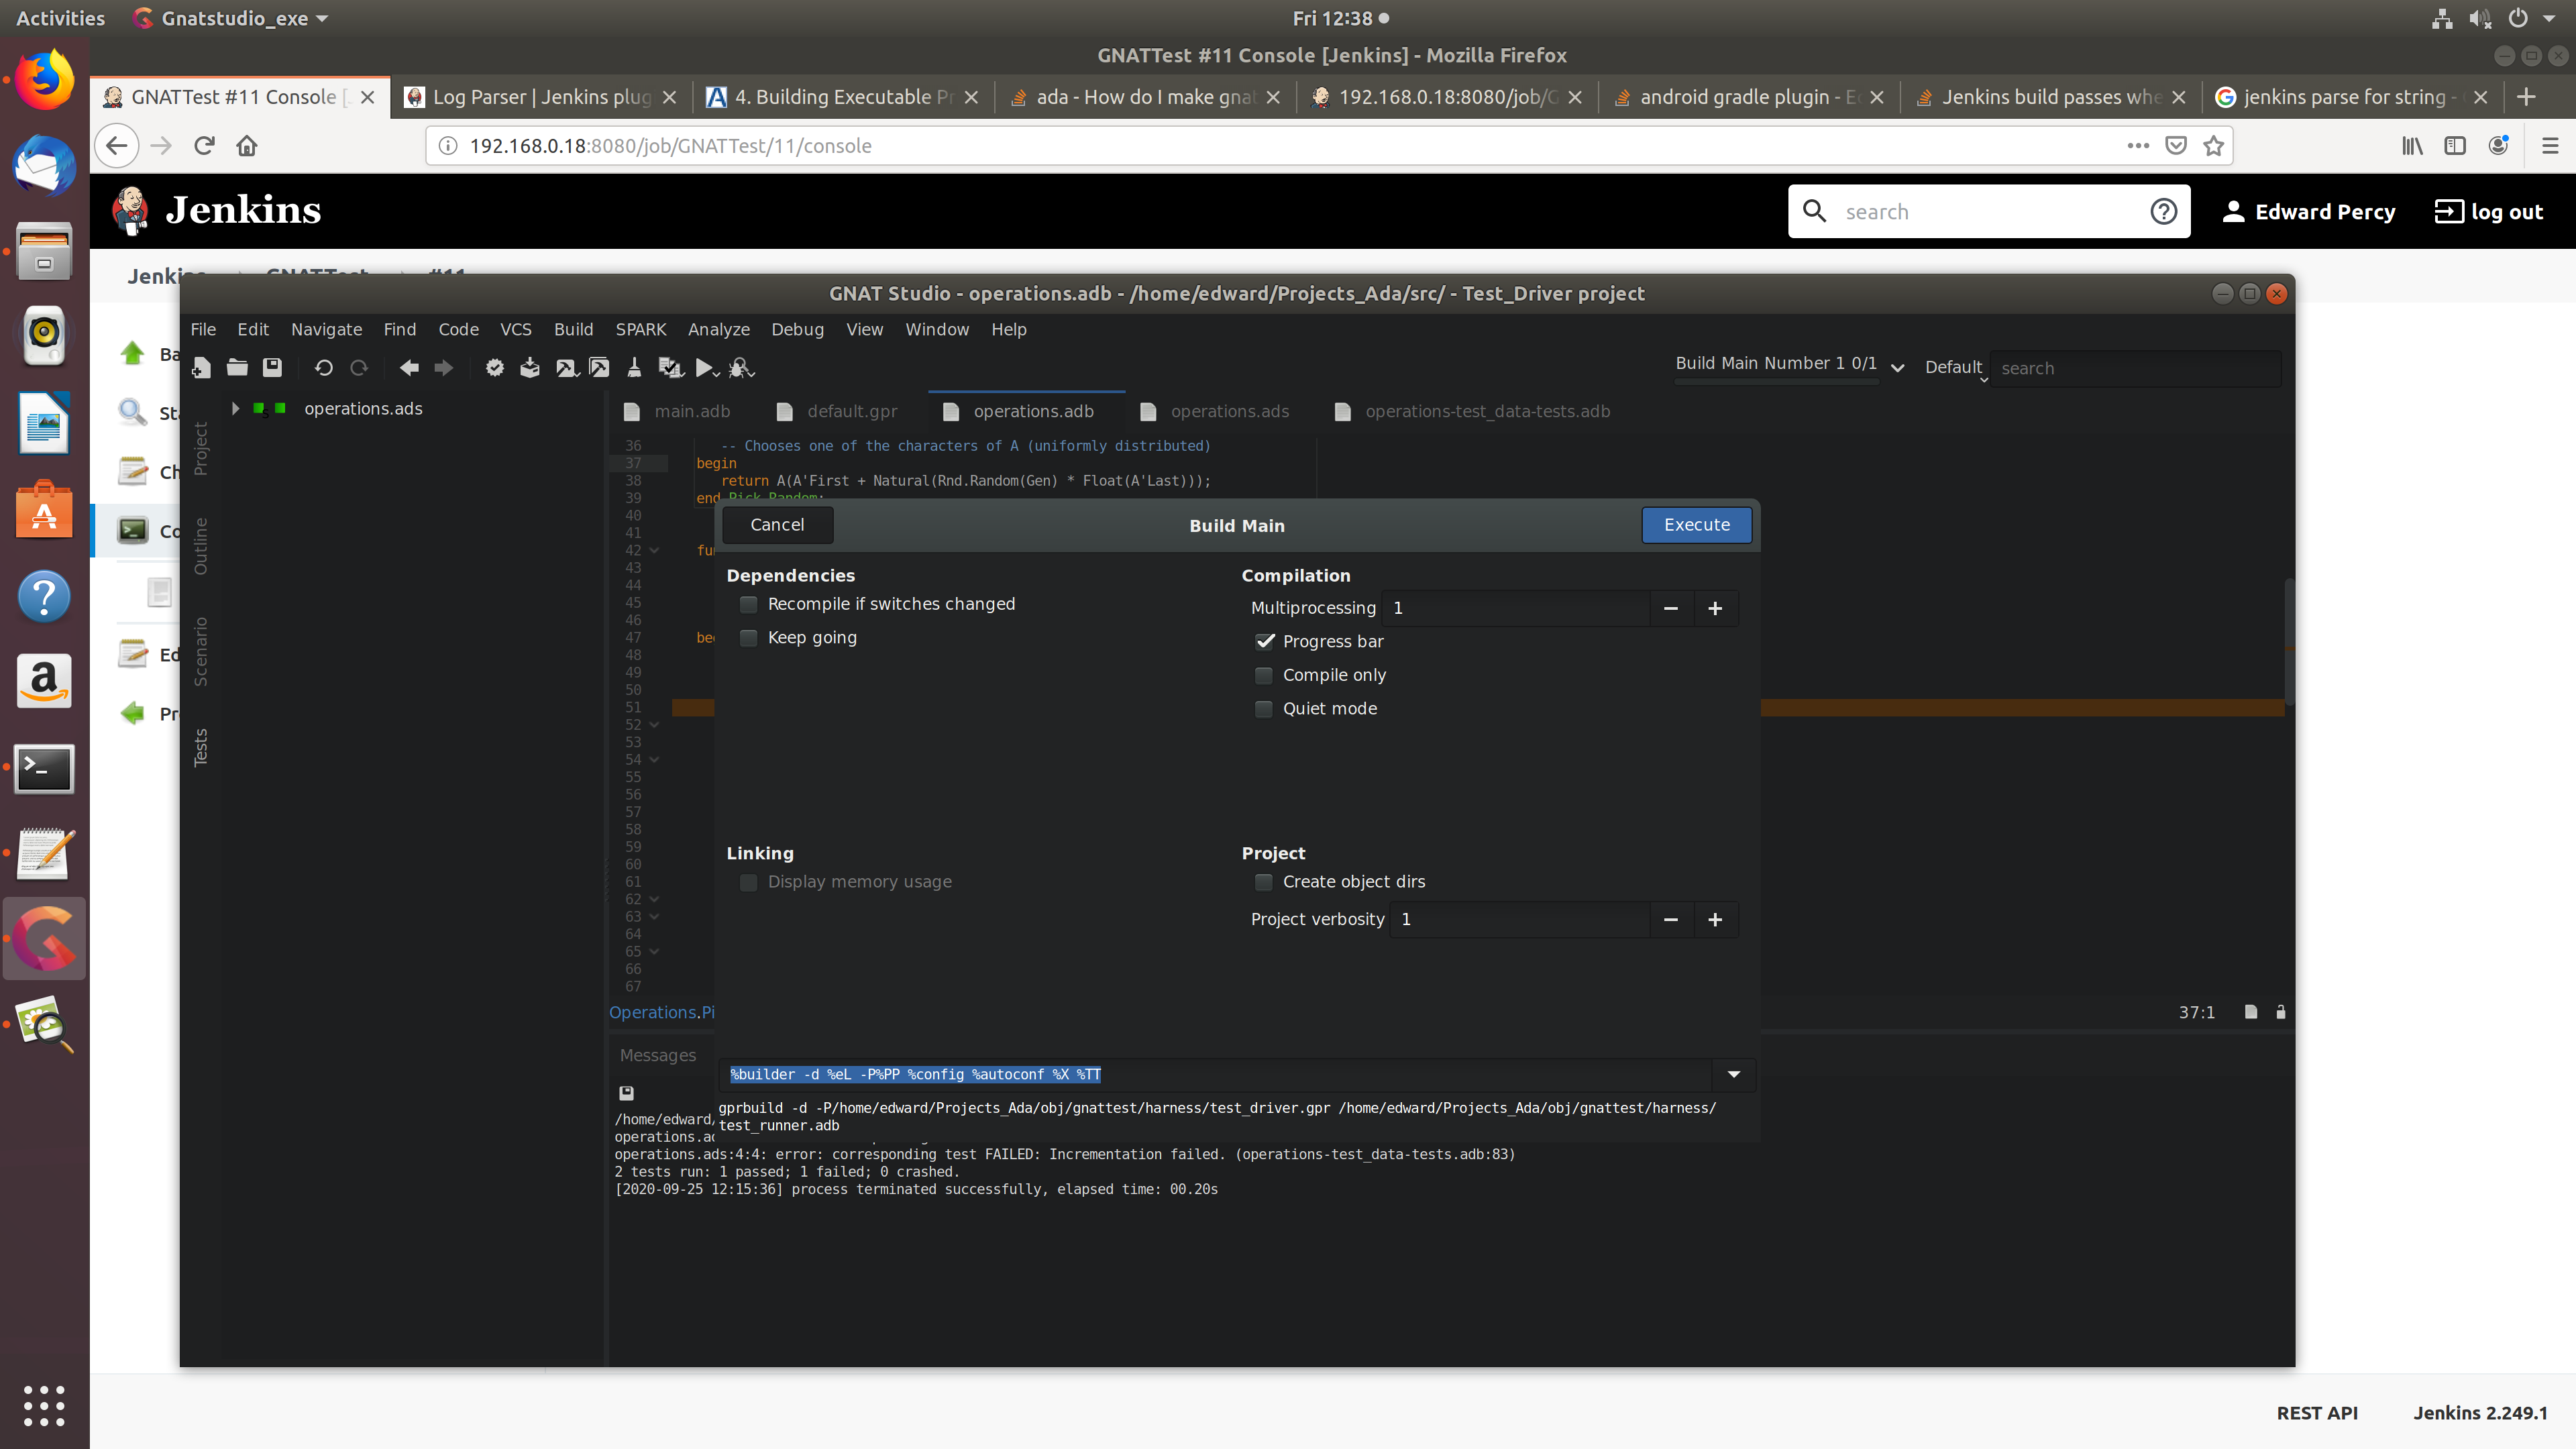 Activities Gnatstudio_exe Fri 12:38
GNATTest #11 Console [Jenkins] - Mozilla Firefox
GNATTest #11 Console [ Log Parser | Jenkins plug 4. Building Executable Pr ada - How do I make gnat 192.168.0.18:8080/job/G android gradle plugin - Ec Jenkins build passes whe jenkins parse for string -
192.168.0.18:8080/job/GNATTest/11/console
Jenkins search Edward Percy log out
Jenkins GNATTest #11
GNAT Studio - operations.adb - /home/edward/Projects_Ada/src/ - Test_Driver project
File Edit Navigate Find Code VCS Build SPARK Analyze Debug View Window Help
Build Main Number 1 0/1 Default search
Ba
Sta
Ch
Co
Ed
Pr
Project
Outline
Scenario
Tests
operations.ads
main.adb default.gpr operations.adb operations.ads operations-test_data-tests.adb
36 -- Chooses one of the characters of A (uniformly distributed)
37 begin
38 return A(A'First + Natural(Rnd.Random(Gen) * Float(A'Last)));
39 end Pick_Random;
40
41
42 fun
43
44
45
46
47 beg
48
49
50
51
52
53
54
55
56
57
58
59
60
61
62
63
64
65
66
67
Operations.Pi 37:1
Cancel Build Main Execute
Dependencies
Recompile if switches changed
Keep going
Compilation
Multiprocessing 1
Progress bar
Compile only
Quiet mode
Linking
Display memory usage
Project
Create object dirs
Project verbosity 1
%builder -d %eL -P%PP %config %autoconf %X %TT
gprbuild -d -P/home/edward/Projects_Ada/obj/gnattest/harness/test_driver.gpr /home/edward/Projects_Ada/obj/gnattest/harness/
test_runner.adb
Messages
/home/edward/
operations.ad
operations.ads:4:4: error: corresponding test FAILED: Incrementation failed. (operations-test_data-tests.adb:83)
2 tests run: 1 passed; 1 failed; 0 crashed.
[2020-09-25 12:15:36] process terminated successfully, elapsed time: 00.20s
REST API Jenkins 2.249.1